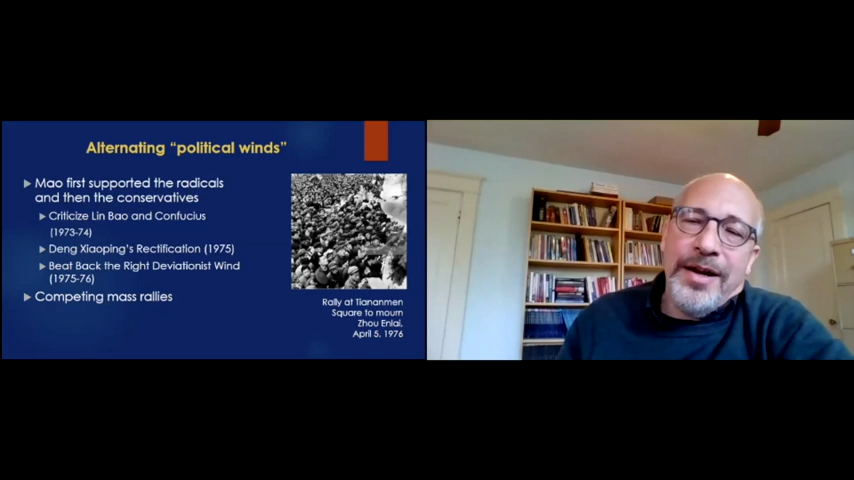 Alternating “political winds”
Mao first supported the radicals
and then the conservatives
Criticize Lin Bao and Confucius
(1973-74)
Deng Xiaoping’s Rectification (1975)
Beat Back the Right Deviationist Wind
(1975-76)
Competing mass rallies
Rally at Tiananmen
Square to mourn
Zhou Enlai,
April 5, 1976